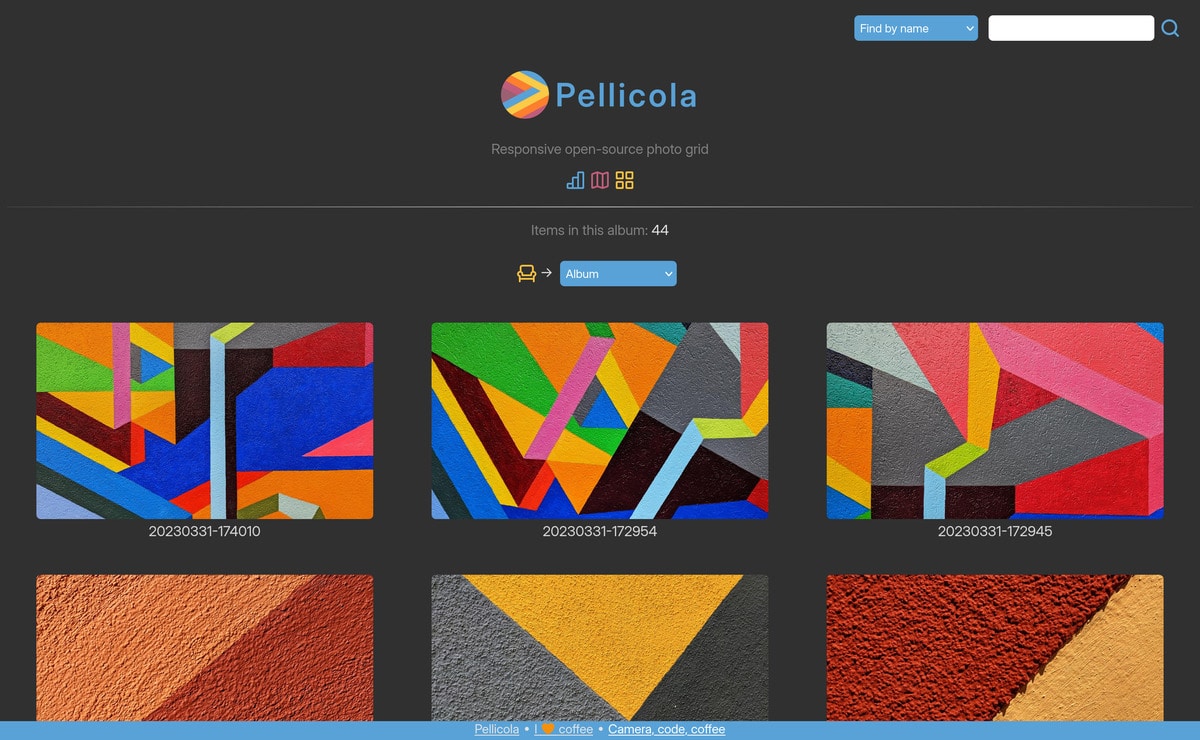 Find by name
Pellicola
Responsive open-source photo grid
Items in this album: 44
→ Album
20230331-174010
20230331-172954
20230331-172945
Pellicola • I 🧡 coffee • Camera, code, coffee